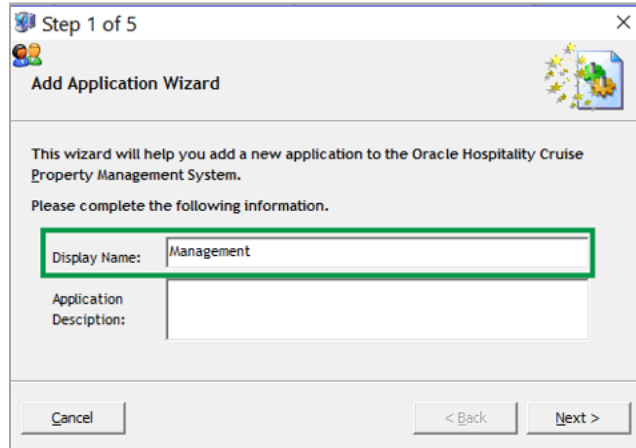 Step 1 of 5
Add Application Wizard
This wizard will help you add a new application to the Oracle Hospitality Cruise
Property Management System.
Please complete the following information.
Display Name: Management
Application
Desciption:
Cancel < Back Next >